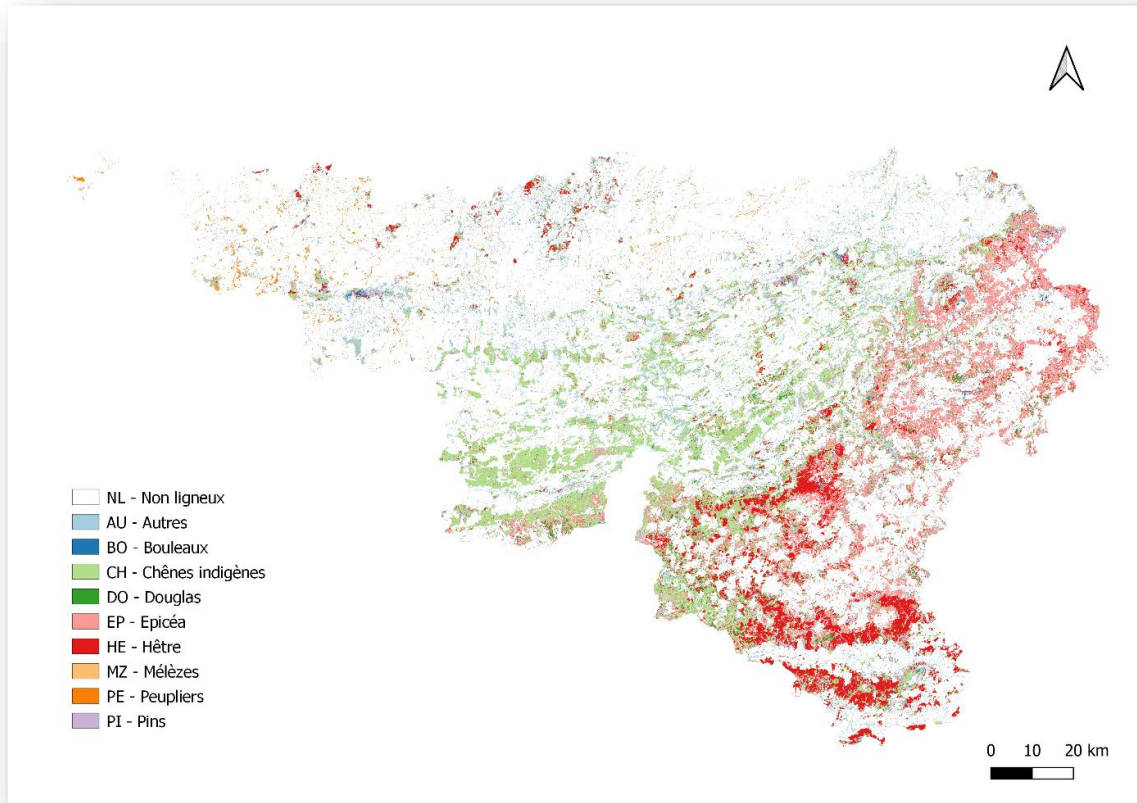 NL - Non ligneux
AU - Autres
BO - Bouleaux
CH - Chênes indigènes
DO - Douglas
EP - Epicéa
HE - Hêtre
MZ - Mélèzes
PE - Peupliers
PI - Pins
0 10 20 km